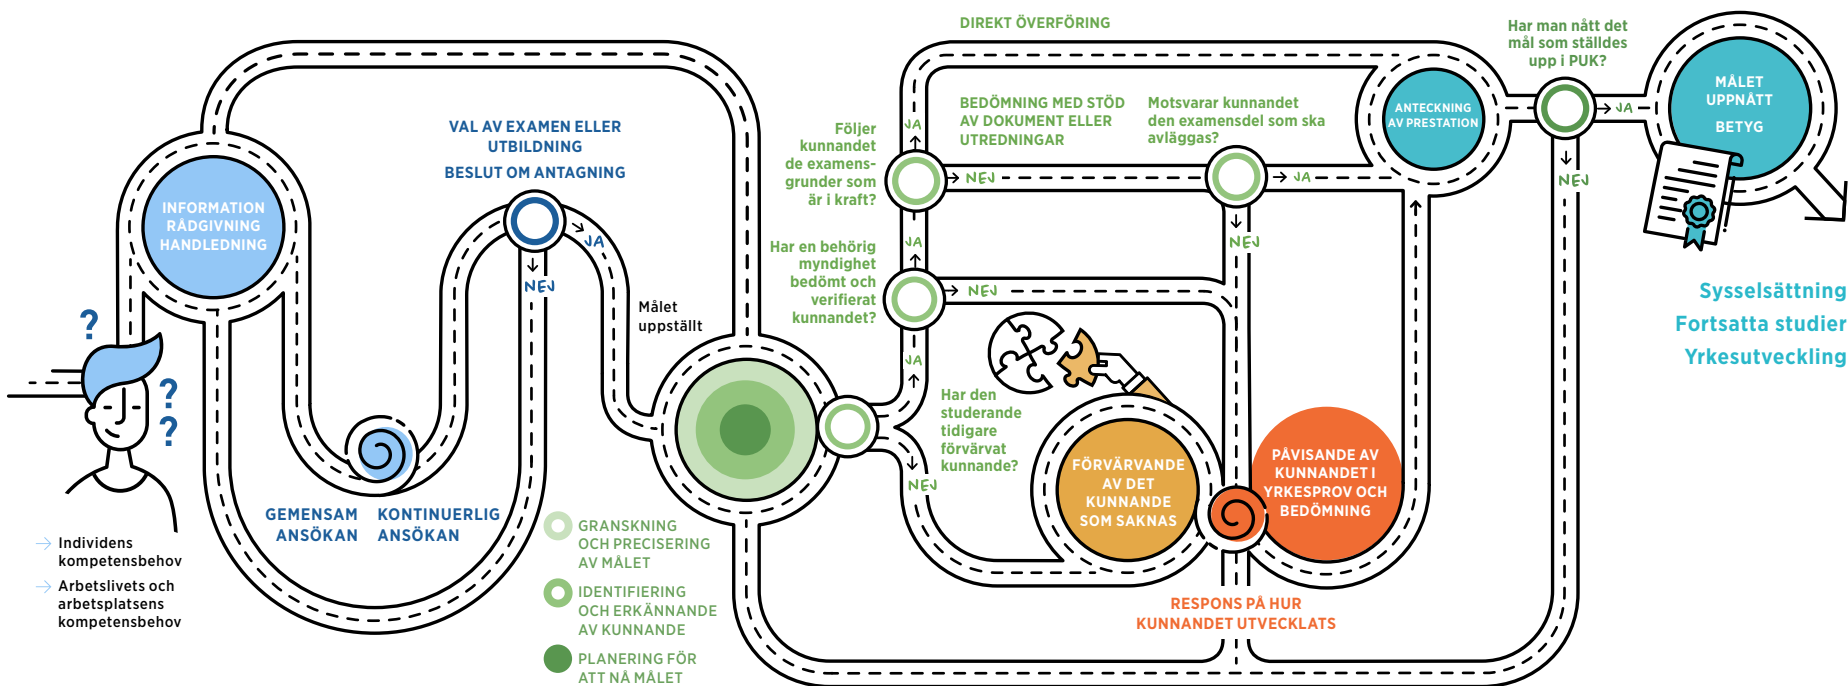 INFORMATION
RÅDGIVNING
HANDLEDNING
?
?
?
→ Individens
kompetensbehov
→ Arbetslivets och
arbetsplatsens
kompetensbehov
GEMENSAM
ANSÖKAN
KONTINUERLIG
ANSÖKAN
VAL AV EXAMEN ELLER
UTBILDNING
BESLUT OM ANTAGNING
→ JA
NEJ
Målet
uppställt
GRANSKNING
OCH PRECISERING
AV MÅLET
IDENTIFIERING
OCH ERKÄNNANDE
AV KUNNANDE
PLANERING FÖR
ATT NÅ MÅLET
Har den
studerande
tidigare
förvärvat
kunnande?
JA
NEJ
Har en behörig
myndighet
bedömt och
verifierat
kunnandet?
JA
→ NEJ
Följer
kunnandet
de examens-
grunder som
är i kraft?
JA
→ NEJ
DIREKT ÖVERFÖRING
BEDÖMNING MED STÖD
AV DOKUMENT ELLER
UTREDNINGAR
Motsvarar kunnandet
den examensdel som ska
avläggas?
→ JA
NEJ
FÖRVÄRVANDE
AV DET
KUNNANDE
SOM SAKNAS
PÅVISANDE AV
KUNNANDET I
YRKESPROV OCH
BEDÖMNING
RESPONS PÅ HUR
KUNNANDET UTVECKLATS
ANTECKNING
AV PRESTATION
Har man nått det
mål som ställdes
upp i PUK?
→ JA
NEJ
MÅLET
UPPNÅTT
BETYG
Sysselsättning
Fortsatta studier
Yrkesutveckling